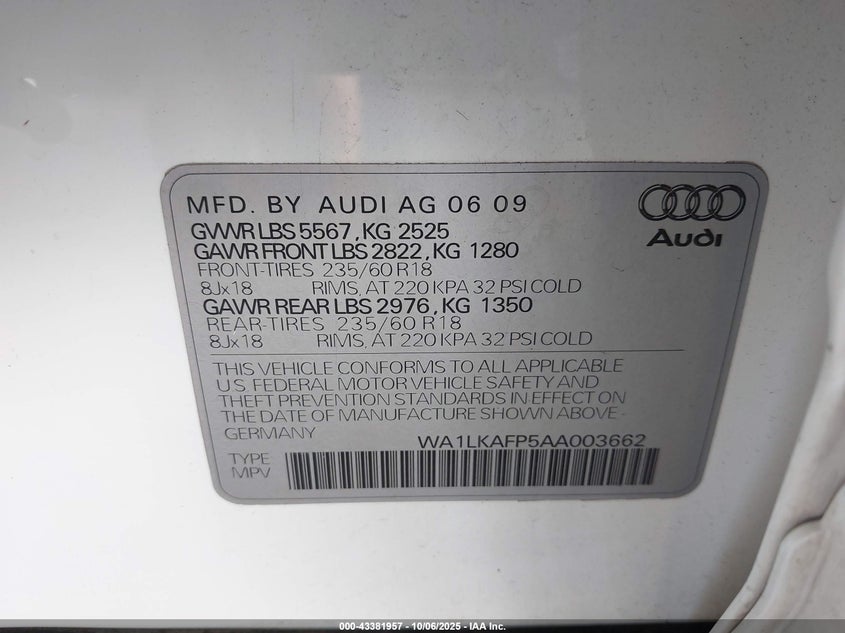 MFD. BY AUDI AG 06 09
GVWR LBS 5567, KG 2525
GAWR FRONT LBS 2822, KG 1280
FRONT-TIRES 235/60 R18
8Jx18 RIMS, AT 220 KPA 32 PSI COLD
GAWR REAR LBS 2976, KG 1350
REAR-TIRES 235/60 R18
8Jx18 RIMS, AT 220 KPA 32 PSI COLD
THIS VEHICLE CONFORMS TO ALL APPLICABLE
U.S. FEDERAL MOTOR VEHICLE SAFETY AND
THEFT PREVENTION STANDARDS IN EFFECT ON
THE DATE OF MANUFACTURE SHOWN ABOVE-
GERMANY
WA1LKAFP5AA003662
TYPE
MPV
Audi
000-43381957 - 10/06/2025 - IAA Inc.